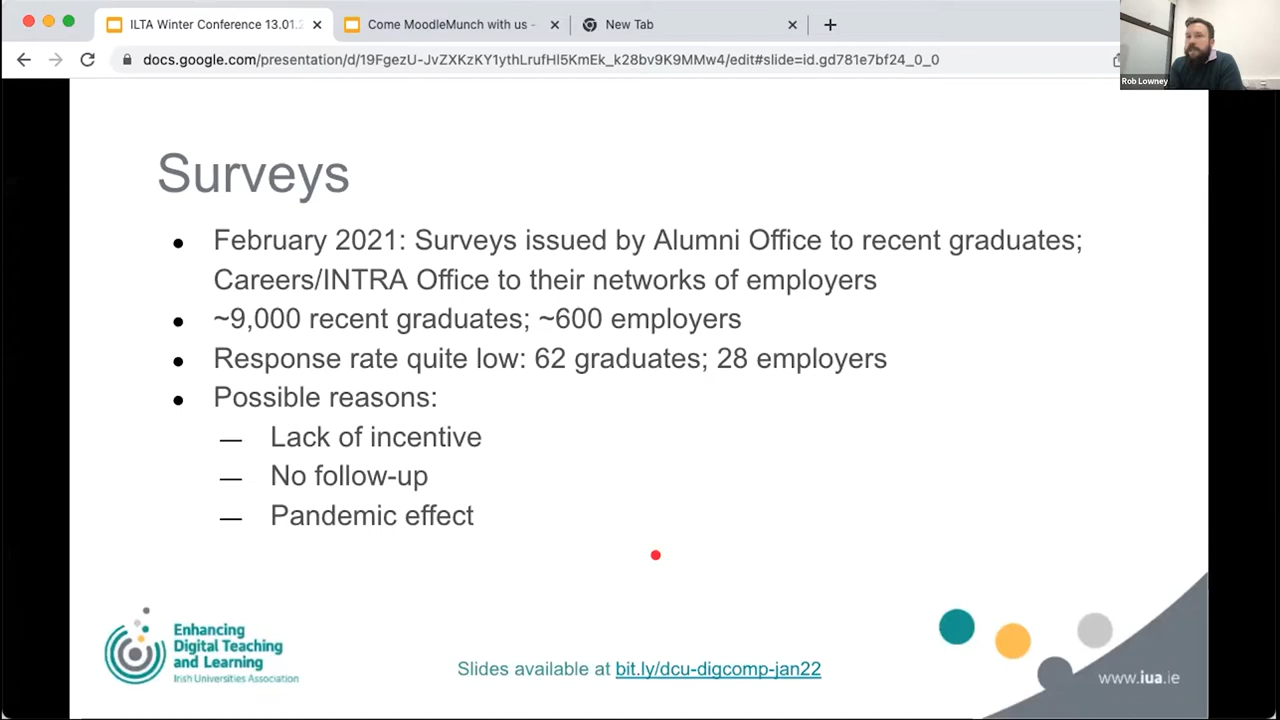 ILTA Winter Conference 13.01.2
Come MoodleMunch with us -
New Tab
docs.google.com/presentation/d/19FgezU-JvZXKzKY1ythLrufHl5KmEk_k28bv9K9MMw4/edit#slide=id.gd781e7bf24_0_0
Rob Lowney
Surveys
● February 2021: Surveys issued by Alumni Office to recent graduates;
Careers/INTRA Office to their networks of employers
● ~9,000 recent graduates; ~600 employers
● Response rate quite low: 62 graduates; 28 employers
● Possible reasons:
— Lack of incentive
— No follow-up
— Pandemic effect
Enhancing
Digital Teaching
and Learning
Irish Universities Association
Slides available at bit.ly/dcu-digcomp-jan22
www.iua.ie